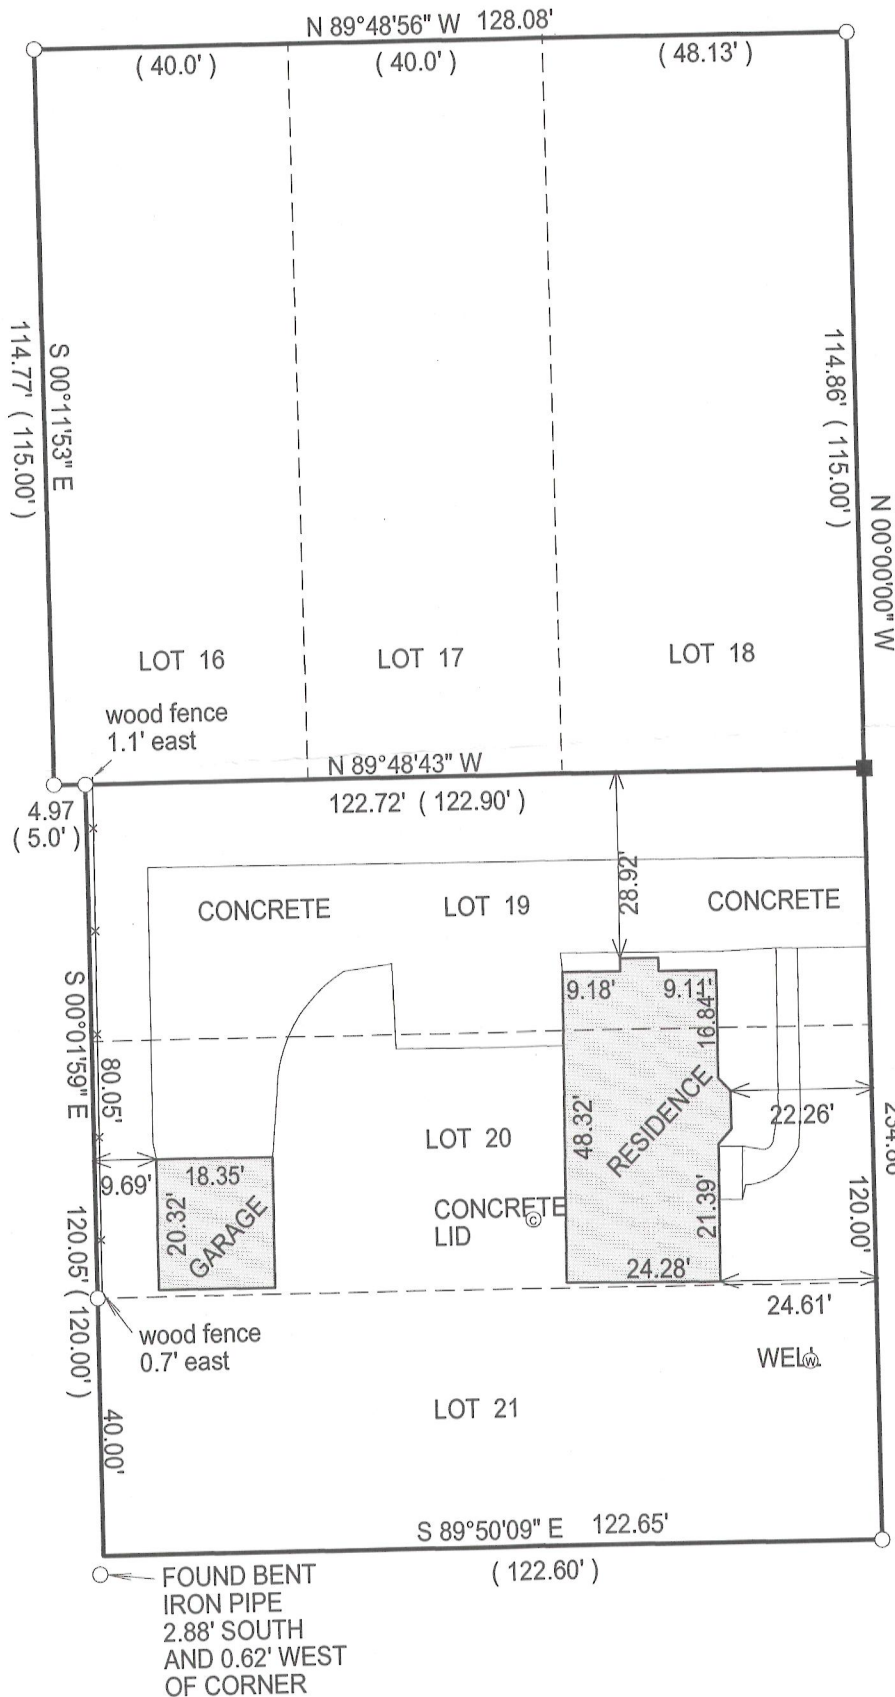 N 89°48'56" W 128.08'
( 40.0' ) ( 40.0' ) ( 48.13' )
114.77' ( 115.00' )
S 00°11'53" E
114.86' ( 115.00' )
N 00°00'00" W
LOT 16 LOT 17 LOT 18
wood fence
1.1' east
N 89°48'43" W
122.72' ( 122.90' )
4.97
( 5.0' )
28.92'
CONCRETE LOT 19 CONCRETE
9.18' 9.11'
16.84'
S 00°01'59" E
80.05'
48.32'
RESIDENCE
22.26'
LOT 20
9.69' 18.35'
20.32'
GARAGE
CONCRETE
LID
C
21.39'
24.28'
120.00'
24.61'
120.05' ( 120.00' )
wood fence
0.7' east
WELL
W
LOT 21
40.00'
S 89°50'09" E 122.65'
( 122.60' )
FOUND BENT
IRON PIPE
2.88' SOUTH
AND 0.62' WEST
OF CORNER